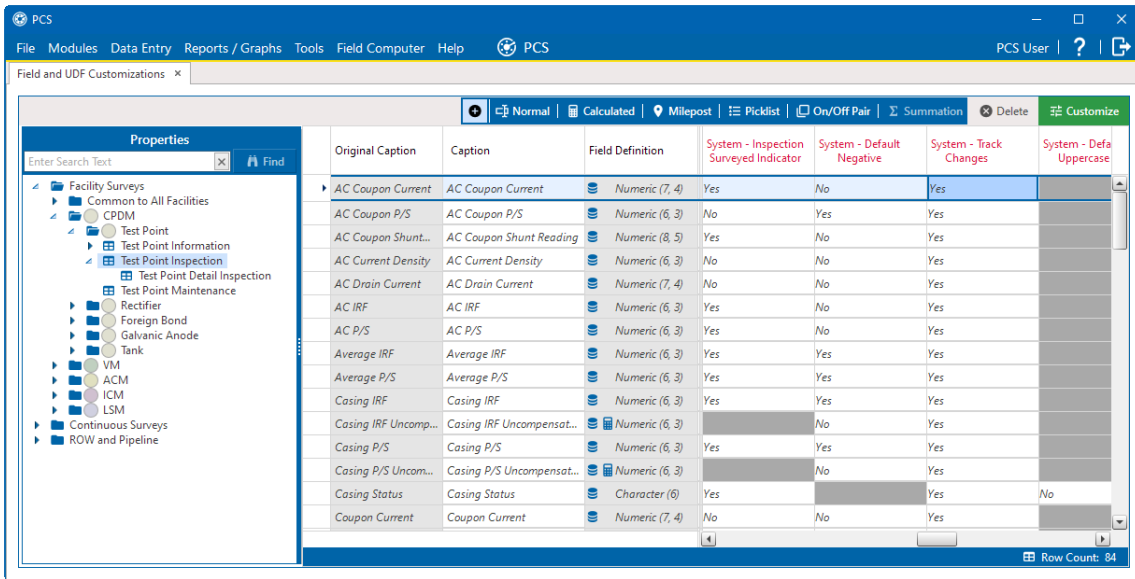 PCS
File Modules Data Entry Reports / Graphs Tools Field Computer Help PCS PCS User ?
Field and UDF Customizations ×
Normal Calculated Milepost Picklist On/Off Pair Σ Summation Delete Customize
Properties
Enter Search Text × Find
Facility Surveys
Common to All Facilities
CPDM
Test Point
Test Point Information
Test Point Inspection
Test Point Detail Inspection
Test Point Maintenance
Rectifier
Foreign Bond
Galvanic Anode
Tank
VM
ACM
ICM
LSM
Continuous Surveys
ROW and Pipeline
Original Caption Caption Field Definition System - Inspection Surveyed Indicator System - Default Negative System - Track Changes System - Defa Uppercase
AC Coupon Current AC Coupon Current Numeric (7, 4) Yes No Yes
AC Coupon P/S AC Coupon P/S Numeric (6, 3) No Yes Yes
AC Coupon Shunt... AC Coupon Shunt Reading Numeric (8, 5) Yes No Yes
AC Current Density AC Current Density Numeric (6, 3) No No Yes
AC Drain Current AC Drain Current Numeric (7, 4) No No Yes
AC IRF AC IRF Numeric (6, 3) Yes No Yes
AC P/S AC P/S Numeric (6, 3) Yes No Yes
Average IRF Average IRF Numeric (6, 3) Yes Yes Yes
Average P/S Average P/S Numeric (6, 3) Yes Yes Yes
Casing IRF Casing IRF Numeric (6, 3) Yes Yes Yes
Casing IRF Uncomp... Casing IRF Uncompensat... Numeric (6, 3) No Yes
Casing P/S Casing P/S Numeric (6, 3) Yes Yes Yes
Casing P/S Uncom... Casing P/S Uncompensat... Numeric (6, 3) No Yes
Casing Status Casing Status Character (6) Yes Yes No
Coupon Current Coupon Current Numeric (7, 4) No No Yes
Row Count: 84